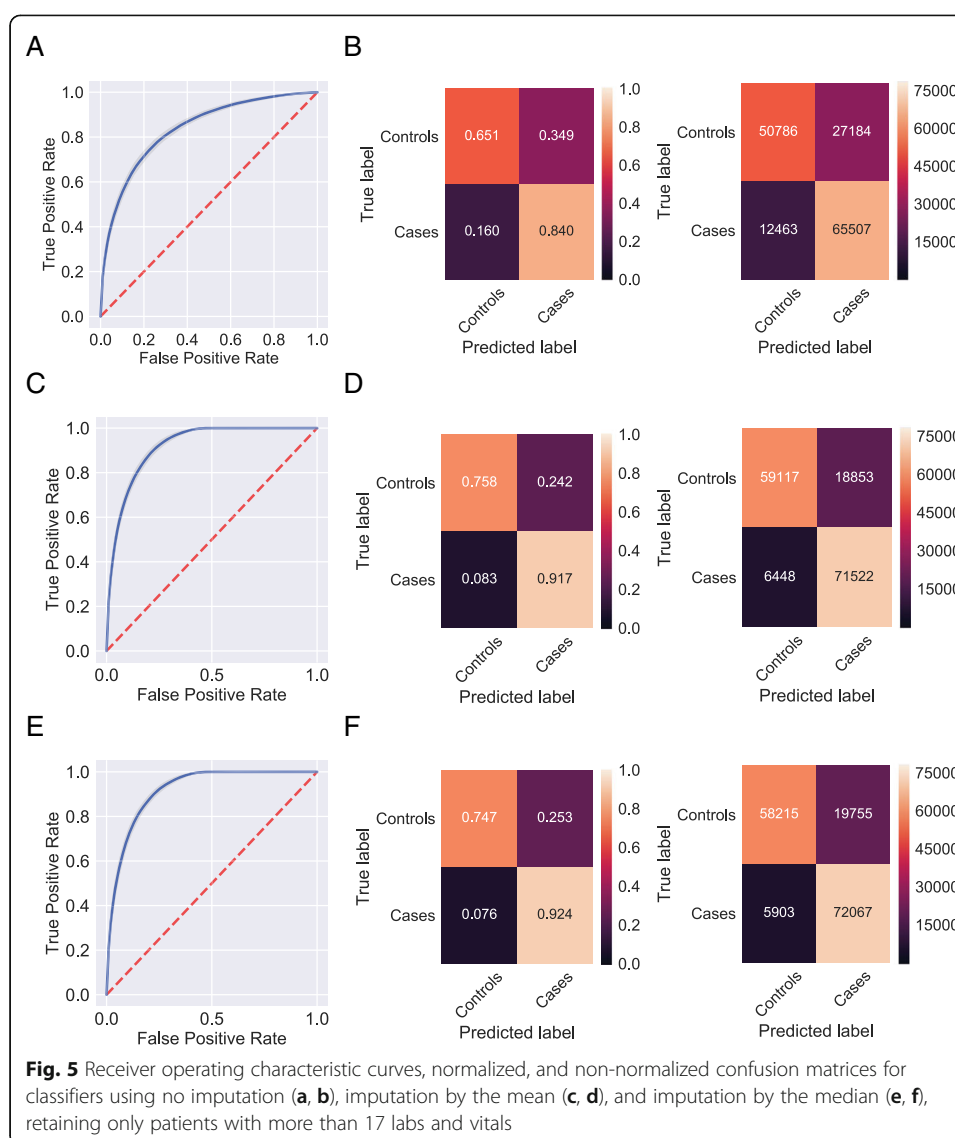 A
B
True Positive Rate
1.0
0.8
0.6
0.4
0.2
0.0
0.0 0.2 0.4 0.6 0.8 1.0
False Positive Rate
True label
Controls
Cases
0.651 0.349
0.160 0.840
Controls Cases
Predicted label
1.0
0.8
0.6
0.4
0.2
0.0
True label
Controls
Cases
50786 27184
12463 65507
Controls Cases
Predicted label
75000
60000
45000
30000
15000
C
D
True Positive Rate
1.0
0.8
0.6
0.4
0.2
0.0
0.0 0.5 1.0
False Positive Rate
True label
Controls
Cases
0.758 0.242
0.083 0.917
Controls Cases
Predicted label
1.0
0.8
0.6
0.4
0.2
0.0
True label
Controls
Cases
59117 18853
6448 71522
Controls Cases
Predicted label
75000
60000
45000
30000
15000
E
F
True Positive Rate
1.0
0.8
0.6
0.4
0.2
0.0
0.0 0.5 1.0
False Positive Rate
True label
Controls
Cases
0.747 0.253
0.076 0.924
Controls Cases
Predicted label
1.0
0.8
0.6
0.4
0.2
0.0
True label
Controls
Cases
58215 19755
5903 72067
Controls Cases
Predicted label
75000
60000
45000
30000
15000
Fig. 5 Receiver operating characteristic curves, normalized, and non-normalized confusion matrices for
classifiers using no imputation (a, b), imputation by the mean (c, d), and imputation by the median (e, f),
retaining only patients with more than 17 labs and vitals